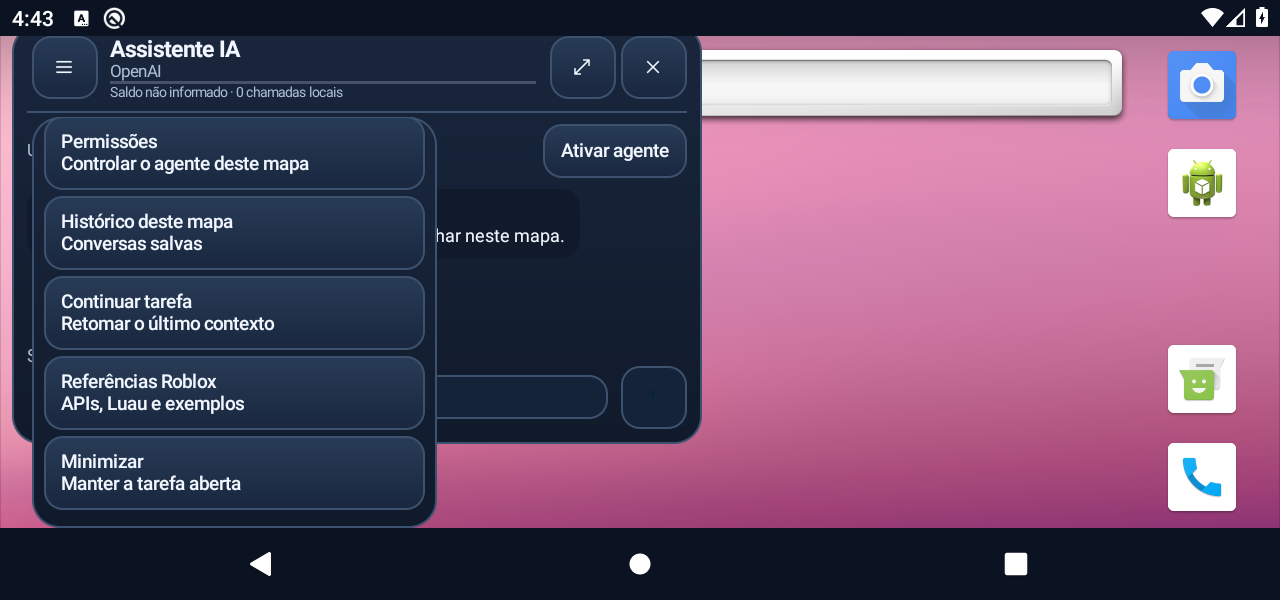 4:43
Assistente IA
OpenAI
Saldo não informado · 0 chamadas locais
Ativar agente
Permissões
Controlar o agente deste mapa
Histórico deste mapa
Conversas salvas
har neste mapa.
Continuar tarefa
Retomar o último contexto
Referências Roblox
APIs, Luau e exemplos
Minimizar
Manter a tarefa aberta